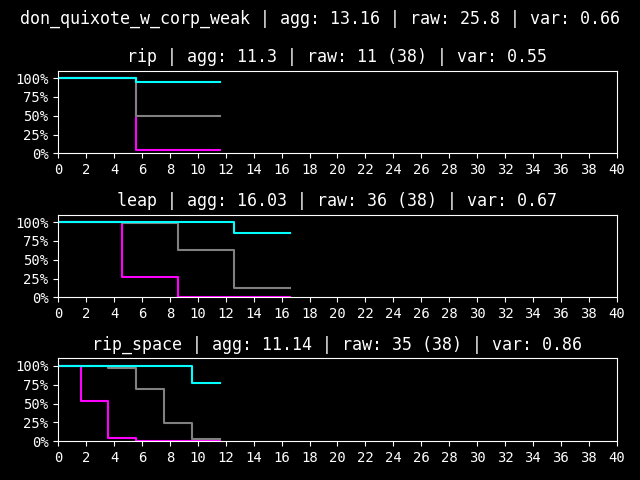 don_quixote_w_corp_weak | agg: 13.16 | raw: 25.8 | var: 0.66
rip | agg: 11.3 | raw: 11 (38) | var: 0.55
100%
75%
50%
25%
0%
0 2 4 6 8 10 12 14 16 18 20 22 24 26 28 30 32 34 36 38 40
leap | agg: 16.03 | raw: 36 (38) | var: 0.67
100%
75%
50%
25%
0%
0 2 4 6 8 10 12 14 16 18 20 22 24 26 28 30 32 34 36 38 40
rip_space | agg: 11.14 | raw: 35 (38) | var: 0.86
100%
75%
50%
25%
0%
0 2 4 6 8 10 12 14 16 18 20 22 24 26 28 30 32 34 36 38 40